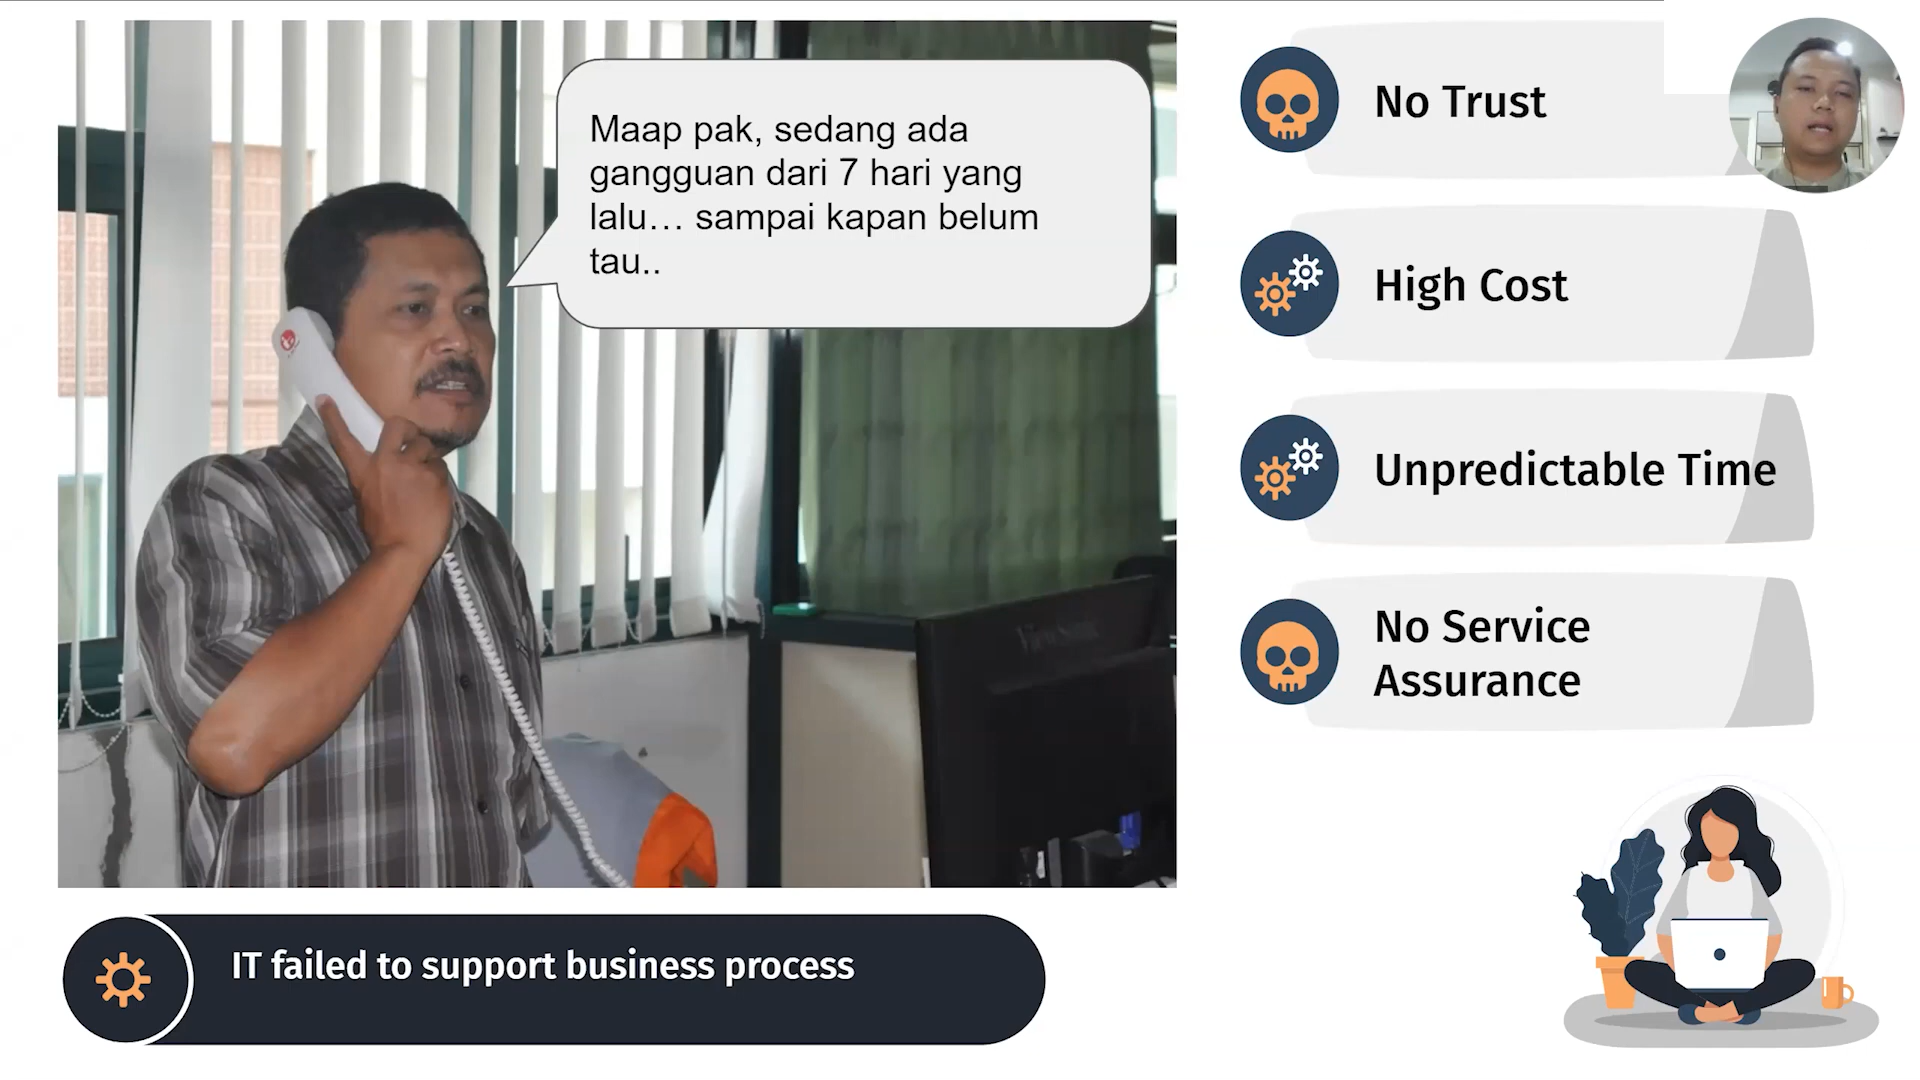 Maap pak, sedang ada
gangguan dari 7 hari yang
lalu... sampai kapan belum
tau..
No Trust
High Cost
Unpredictable Time
No Service
Assurance
IT failed to support business process